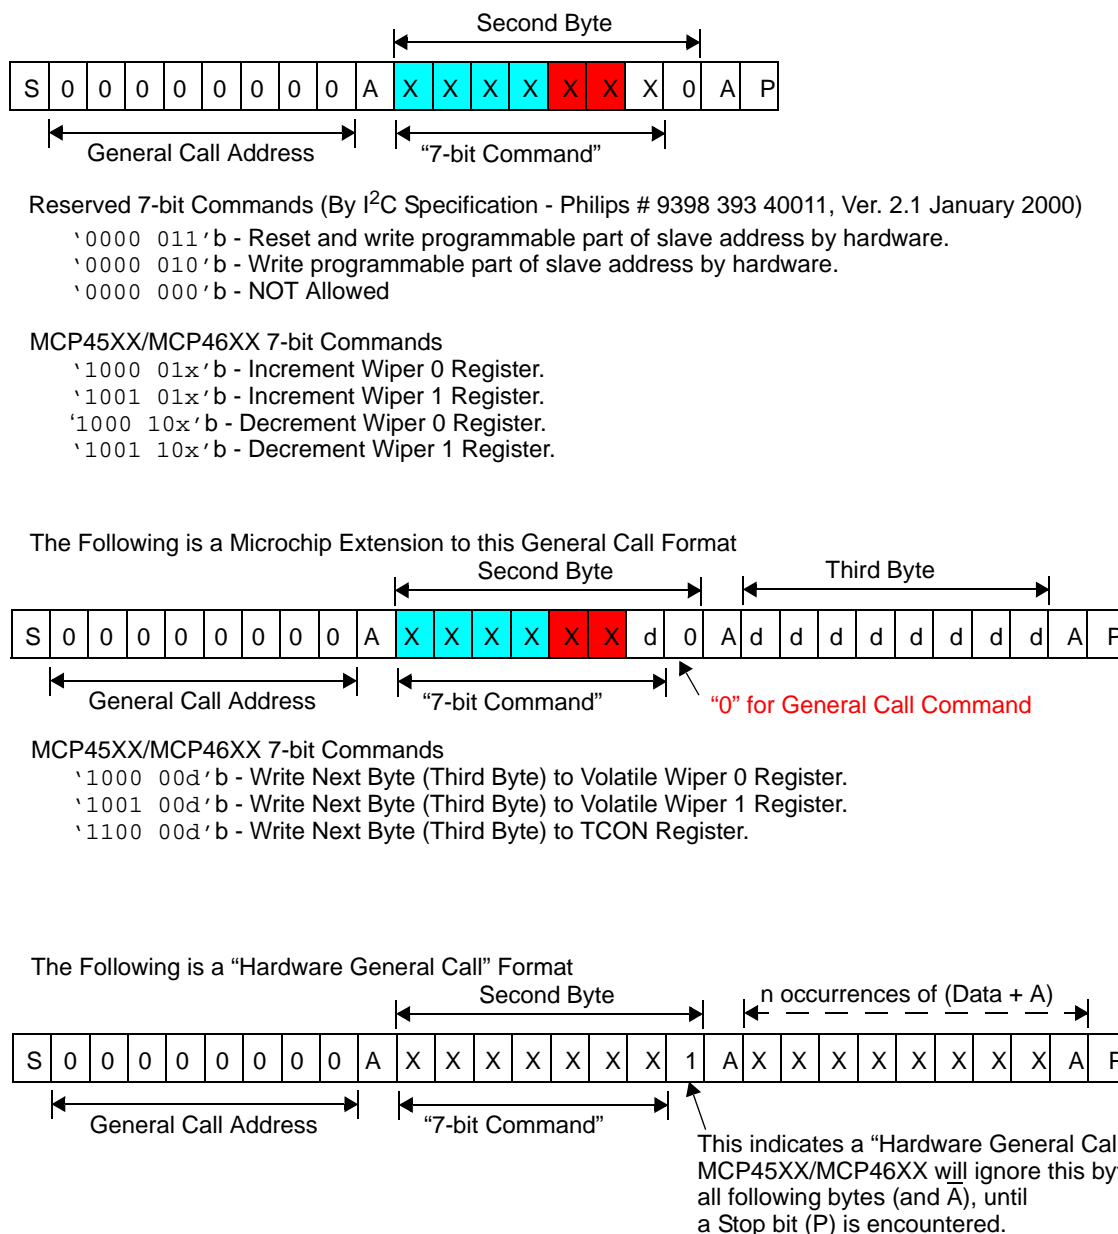 Second Byte
S 0 0 0 0 0 0 0 0 A X X X X X X X 0 A P
General Call Address “7-bit Command”
Reserved 7-bit Commands (By I2C Specification - Philips # 9398 393 40011, Ver. 2.1 January 2000)
‘0000 011’b - Reset and write programmable part of slave address by hardware.
‘0000 010’b - Write programmable part of slave address by hardware.
‘0000 000’b - NOT Allowed
MCP45XX/MCP46XX 7-bit Commands
‘1000 01x’b - Increment Wiper 0 Register.
‘1001 01x’b - Increment Wiper 1 Register.
‘1000 10x’b - Decrement Wiper 0 Register.
‘1001 10x’b - Decrement Wiper 1 Register.
The Following is a Microchip Extension to this General Call Format
Second Byte Third Byte
S 0 0 0 0 0 0 0 0 A X X X X X X d 0 A d d d d d d d d A P
General Call Address “7-bit Command” “0” for General Call Command
MCP45XX/MCP46XX 7-bit Commands
‘1000 00d’b - Write Next Byte (Third Byte) to Volatile Wiper 0 Register.
‘1001 00d’b - Write Next Byte (Third Byte) to Volatile Wiper 1 Register.
‘1100 00d’b - Write Next Byte (Third Byte) to TCON Register.
The Following is a “Hardware General Call” Format
Second Byte n occurrences of (Data + A)
S 0 0 0 0 0 0 0 0 A X X X X X X X 1 A X X X X X X X X A P
General Call Address “7-bit Command”
This indicates a “Hardware General Cal
MCP45XX/MCP46XX will ignore this by
all following bytes (and A̅), until
a Stop bit (P) is encountered.